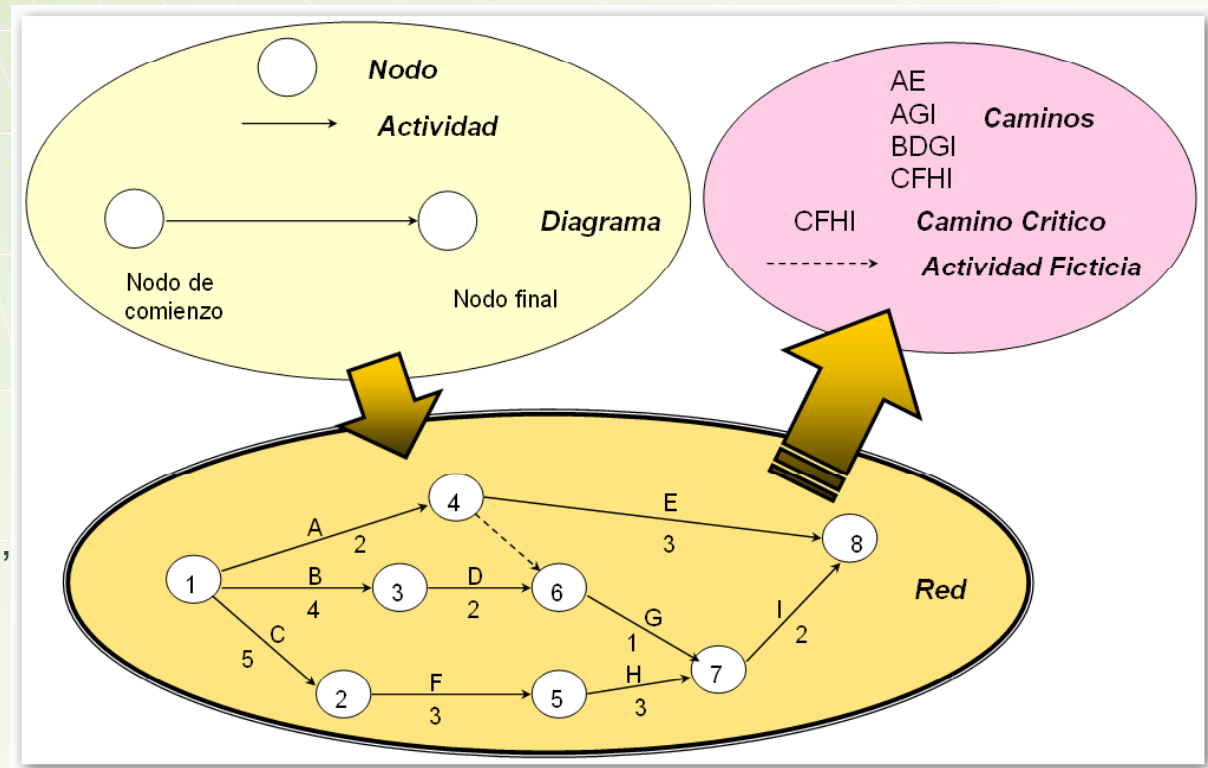 Nodo
Actividad
Diagrama
Nodo de
comienzo
Nodo final
AE
AGI
Caminos
BDGI
CFHI
CFHI Camino Critico
Actividad Ficticia
,
4
E
3
8
A
2
1
B
4
3
D
2
6
G
1
I
2
Red
C
5
2
F
3
5
H
3
7